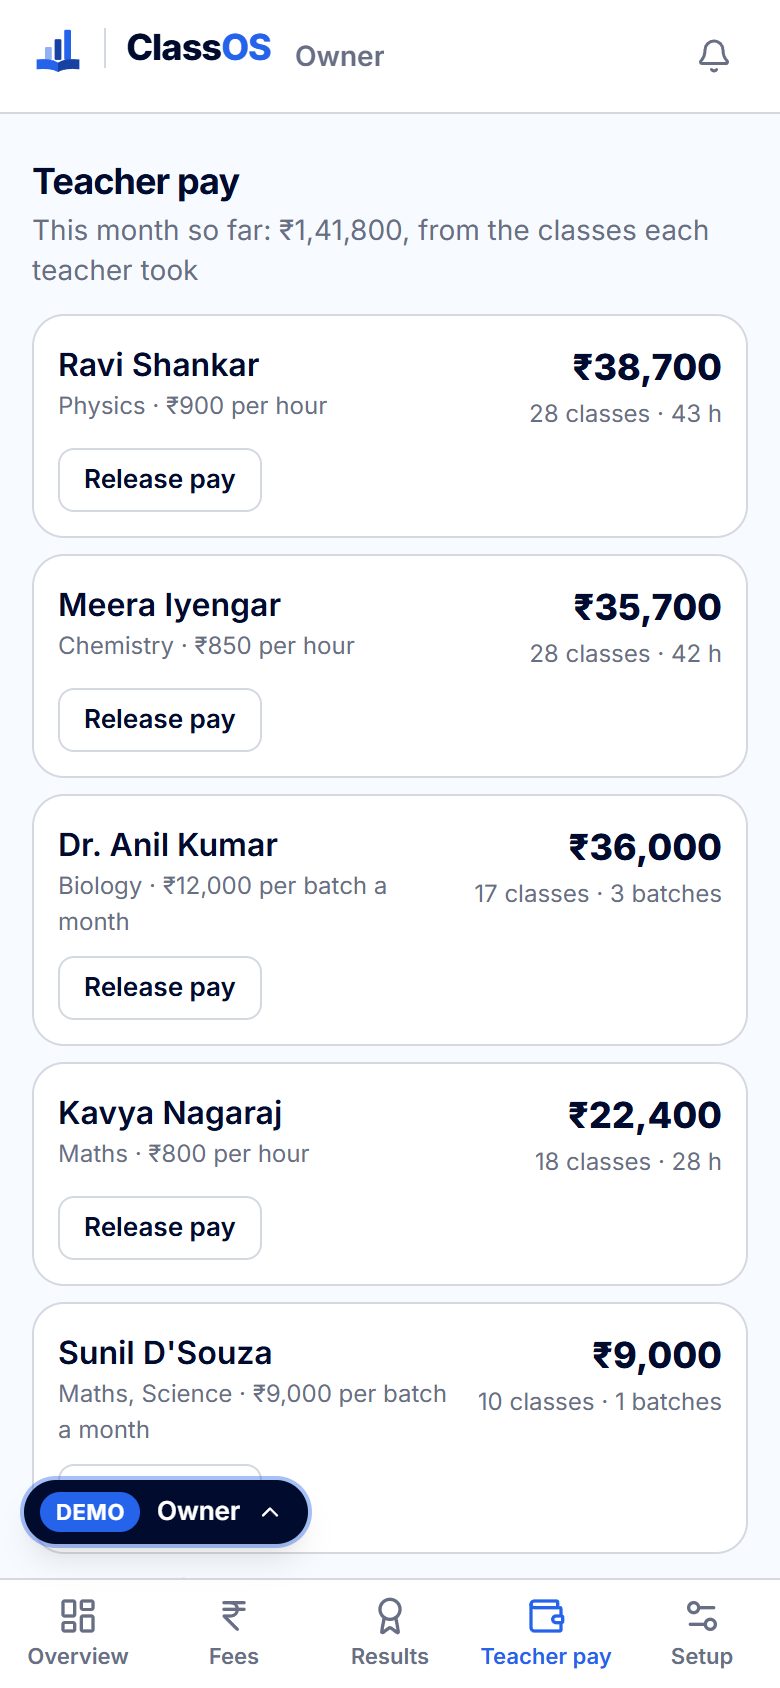 ClassOS Owner
Teacher pay
This month so far: ₹1,41,800, from the classes each
teacher took
Ravi Shankar
₹38,700
Physics · ₹900 per hour
28 classes · 43 h
Release pay
Meera Iyengar
₹35,700
Chemistry · ₹850 per hour
28 classes · 42 h
Release pay
Dr. Anil Kumar
₹36,000
Biology · ₹12,000 per batch a
month
17 classes · 3 batches
Release pay
Kavya Nagaraj
₹22,400
Maths · ₹800 per hour
18 classes · 28 h
Release pay
Sunil D'Souza
₹9,000
Maths, Science · ₹9,000 per batch
a month
10 classes · 1 batches
DEMO Owner
Overview
Fees
Results
Teacher pay
Setup